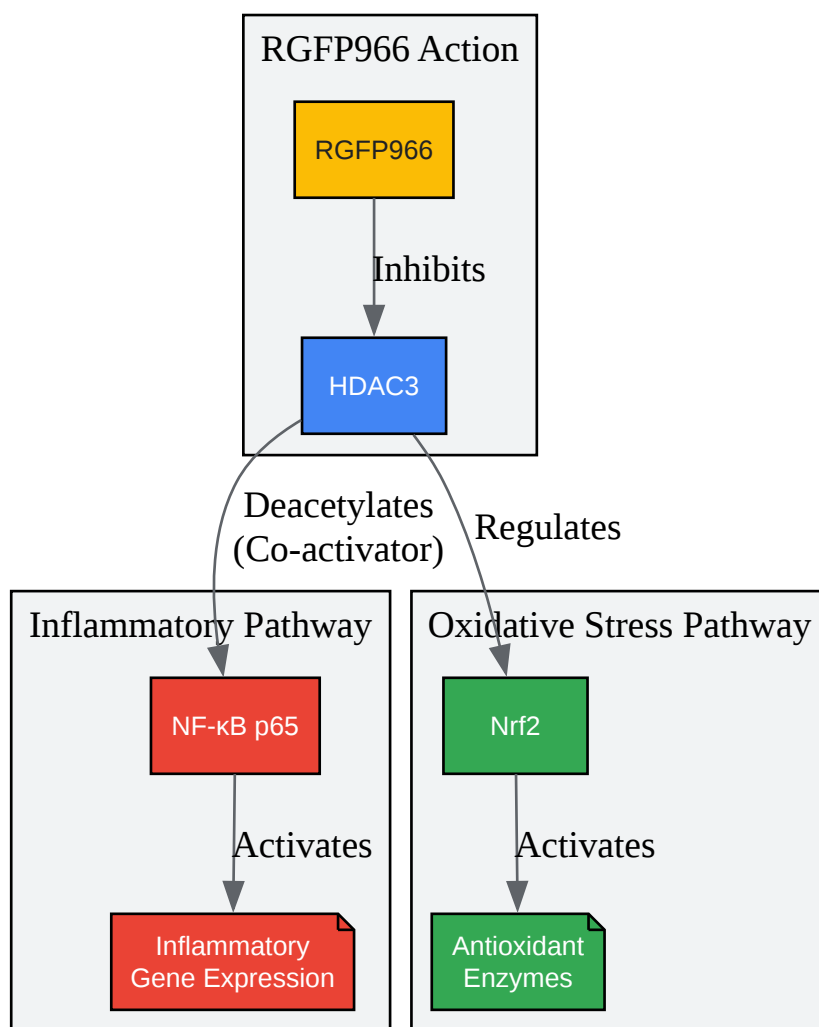 RGFP966 Action
RGFP966
Inhibits
HDAC3
Deacetylates
(Co-activator)
Regulates
Inflammatory Pathway
Oxidative Stress Pathway
NF-κB p65
Nrf2
Activates
Activates
Inflammatory
Gene Expression
Antioxidant
Enzymes